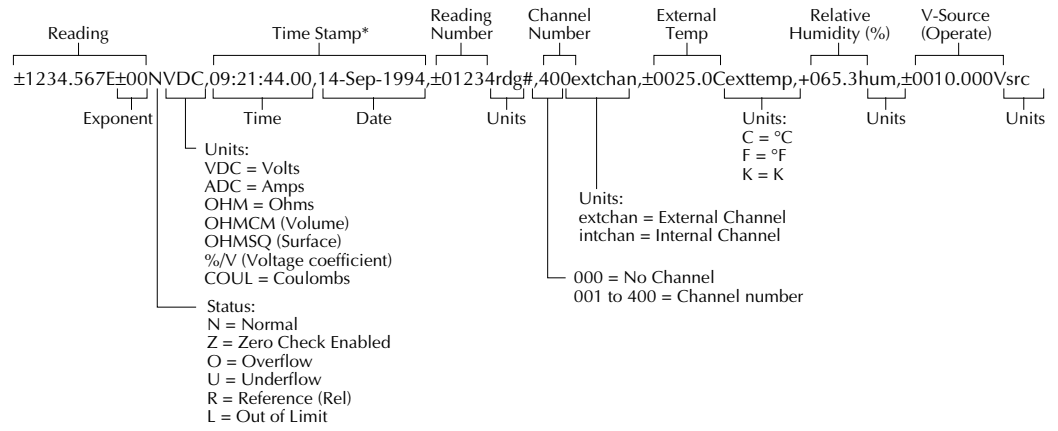 Reading
Time Stamp*
Reading Number
Channel Number
External Temp
Relative Humidity (%)
V-Source (Operate)
±1234.567E±00NVDC,09:21:44.00,14-Sep-1994,±01234rdg#,400extchan,±0025.0Cexttemp,+065.3hum,±0010.000Vsrc
Exponent
Time
Date
Units
Units:
C = °C
F = °F
K = K
Units
Units
Units:
VDC = Volts
ADC = Amps
OHM = Ohms
OHMCM (Volume)
OHMSQ (Surface)
%/V (Voltage coefficient)
COUL = Coulombs
Units:
extchan = External Channel
intchan = Internal Channel
000 = No Channel
001 to 400 = Channel number
Status:
N = Normal
Z = Zero Check Enabled
O = Overflow
U = Underflow
R = Reference (Rel)
L = Out of Limit